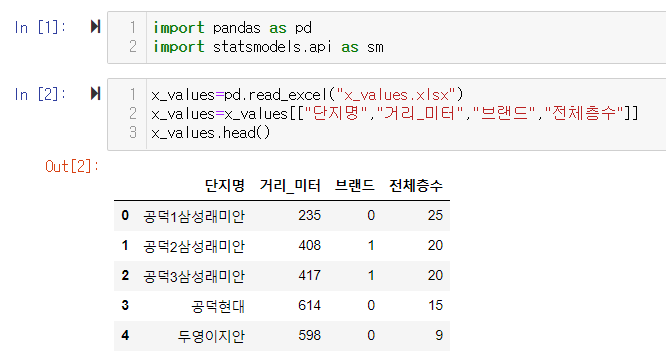 In [1]:
1 import pandas as pd
2 import statsmodels.api as sm
In [2]:
1 x_values=pd.read_excel("x_values.xlsx")
2 x_values=x_values[["단지명","거리_미터","브랜드","전체층수"]]
3 x_values.head()
Out[2]:
단지명 거리_미터 브랜드 전체층수
0 공덕1삼성래미안 235 0 25
1 공덕2삼성래미안 408 1 20
2 공덕3삼성래미안 417 1 20
3 공덕현대 614 0 15
4 두영이지안 598 0 9